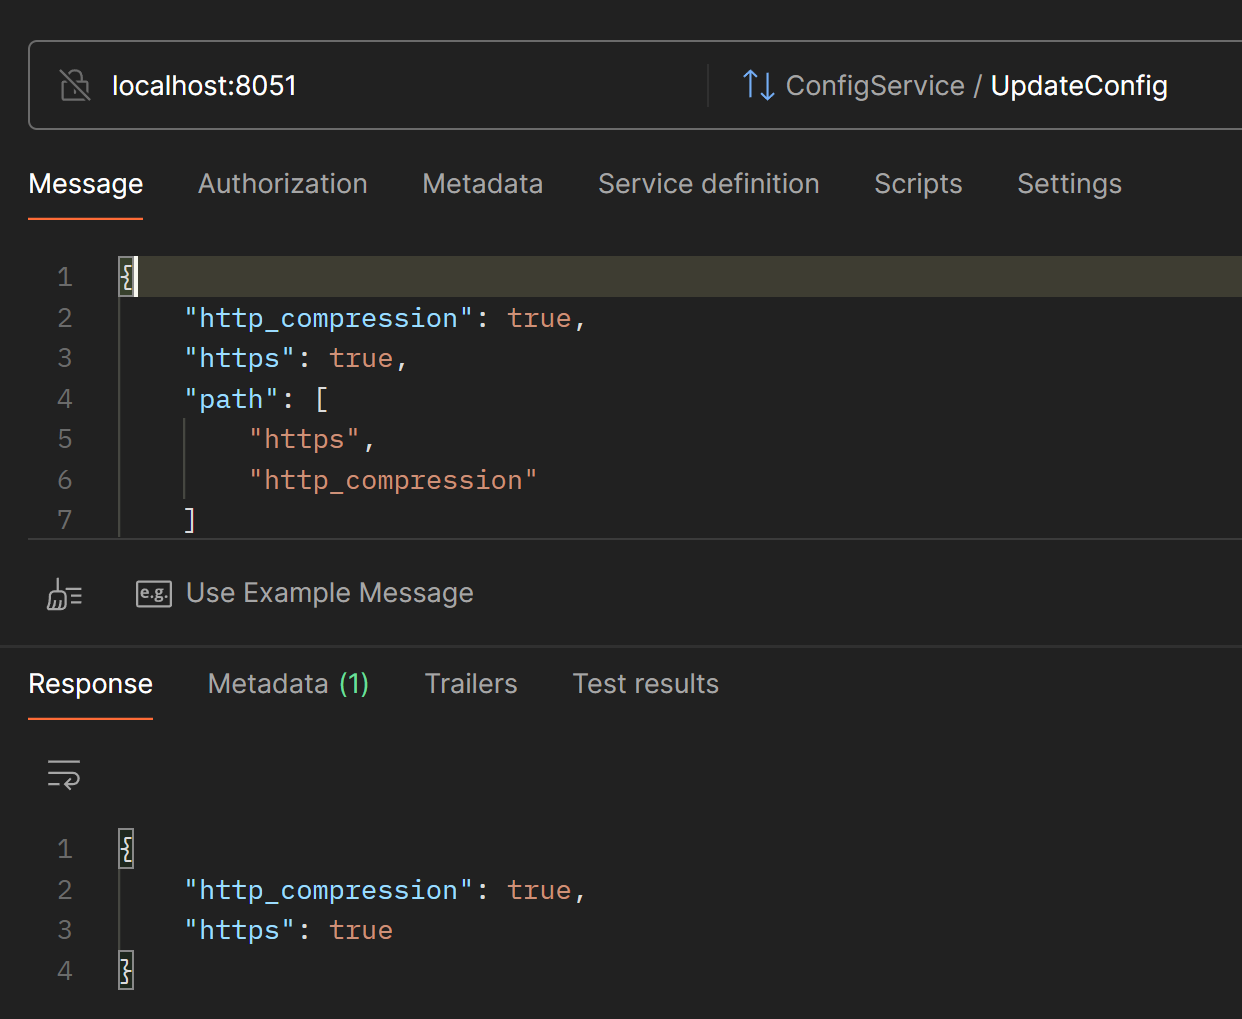 localhost:8051 ConfigService / UpdateConfig
Message Authorization Metadata Service definition Scripts Settings
1 {
2 "http_compression": true,
3 "https": true,
4 "path": [
5 "https",
6 "http_compression"
7 ]
e.g. Use Example Message
Response Metadata (1) Trailers Test results
1 {
2 "http_compression": true,
3 "https": true
4 }